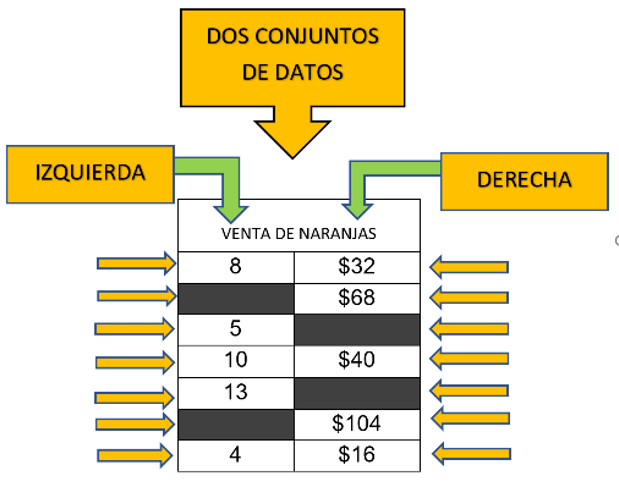 DOS CONJUNTOS
DE DATOS
IZQUIERDA
DERECHA
VENTA DE NARANJAS
8 $32
$68
5
10 $40
13
$104
4 $16